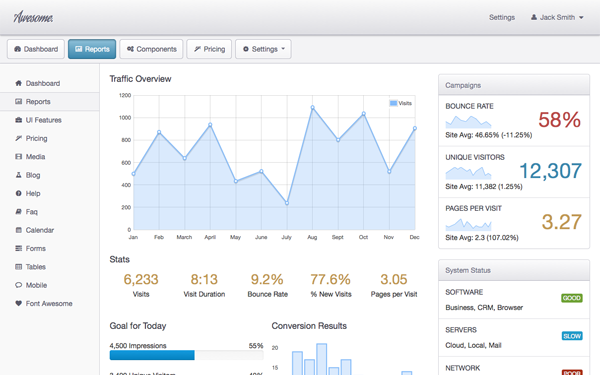 Awesome.
Settings
Jack Smith
Dashboard
Reports
Components
Pricing
Settings
Dashboard
Reports
UI Features
Pricing
Media
Blog
Help
Faq
Calendar
Forms
Tables
Mobile
Font Awesome
Traffic Overview
Visits
1200
1000
800
600
400
200
0
Jan Feb March April May June July Aug Sept Oct Nov Dec
Stats
6,233 8:13 9.2% 77.6% 3.05
Visits Visit Duration Bounce Rate % New Visits Pages per Visit
Goal for Today
4,500 Impressions 55%
Conversion Results
20
15
Campaigns
BOUNCE RATE
58%
Site Avg: 46.65% (-11.25%)
UNIQUE VISITORS
12,307
Site Avg: 11,382 (1.25%)
PAGES PER VISIT
3.27
Site Avg: 2.3 (107.02%)
System Status
SOFTWARE
GOOD
Business, CRM, Browser
SERVERS
SLOW
Cloud, Local, Mail
NETWORK